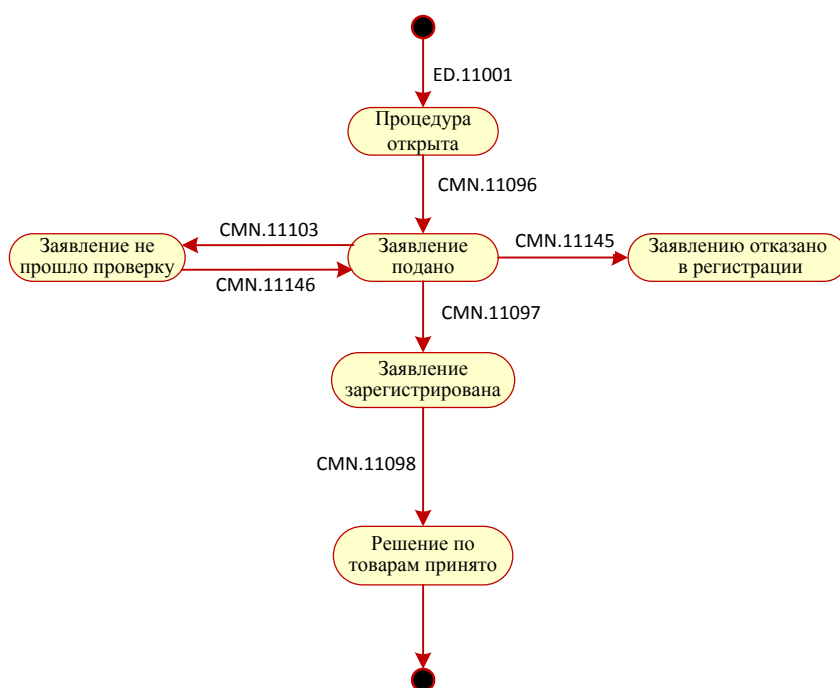 ED.11001
Процедура
открыта
CMN.11096
CMN.11103
CMN.11145
Заявление не
прошло проверку
Заявление
подано
Заявлению отказано
в регистрации
CMN.11146
CMN.11097
Заявление
зарегистрирована
CMN.11098
Решение по
товарам принято